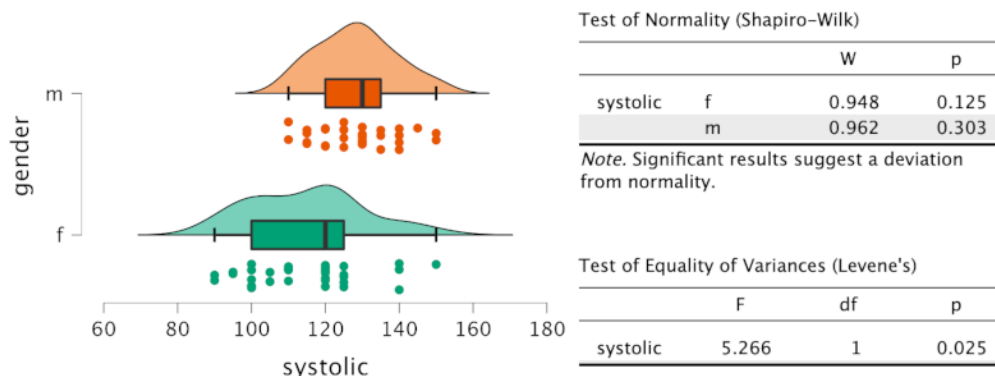 gender
m
f
60 80 100 120 140 160 180
systolic
Test of Normality (Shapiro-Wilk)
W p
systolic f 0.948 0.125
m 0.962 0.303
Note. Significant results suggest a deviation
from normality.
Test of Equality of Variances (Levene's)
F df p
systolic 5.266 1 0.025